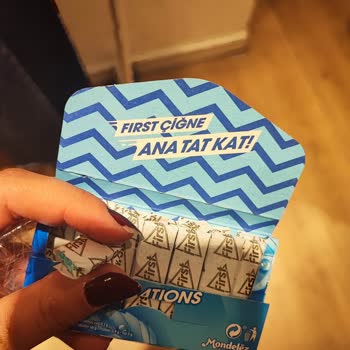 FIRST ÇİĞNE
ANA TAT KAT!
First First First First
ATIONS
Mondelēz